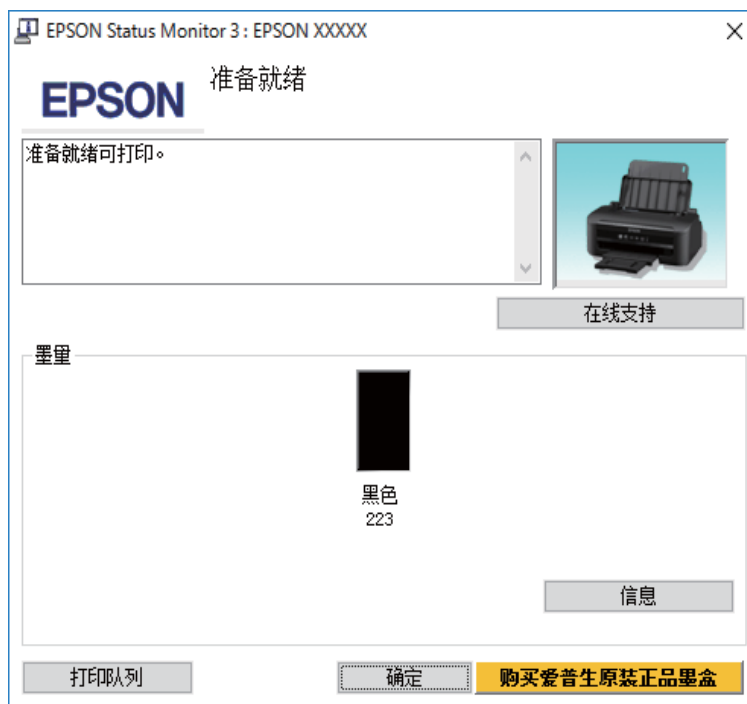 EPSON Status Monitor 3 : EPSON XXXXX
EPSON
准备就绪
准备就绪可打印。
在线支持
墨量
黑色
223
信息
打印队列
确定
购买爱普生原装正品墨盒